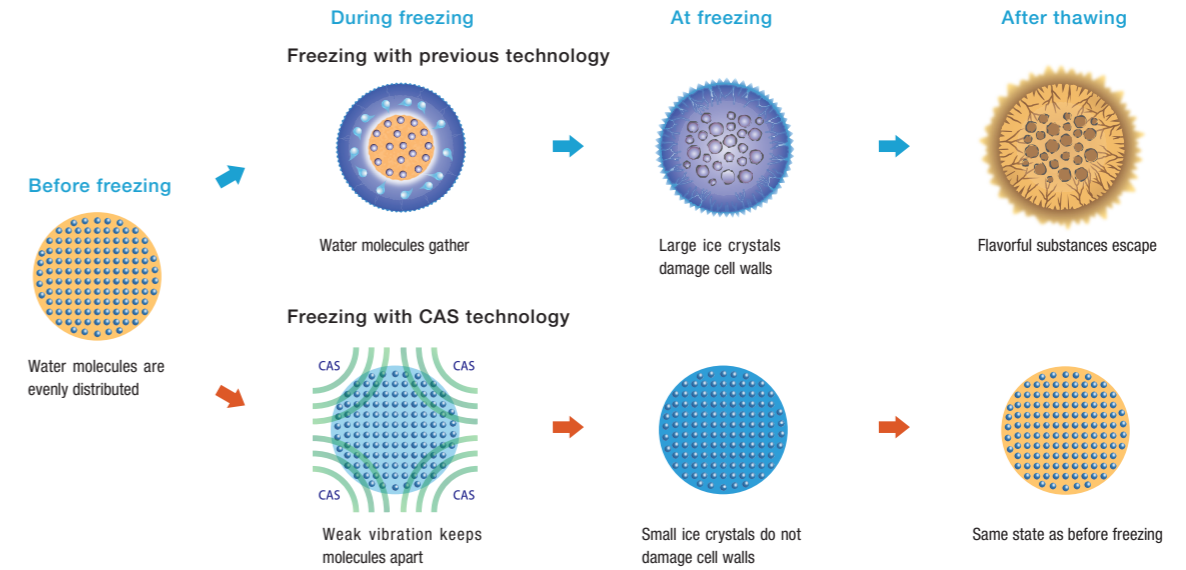 During freezing
At freezing
After thawing
Freezing with previous technology
Before freezing
Water molecules gather
Large ice crystals
damage cell walls
Flavorful substances escape
Water molecules are
evenly distributed
Freezing with CAS technology
CAS
CAS
CAS
CAS
Weak vibration keeps
molecules apart
Small ice crystals do not
damage cell walls
Same state as before freezing